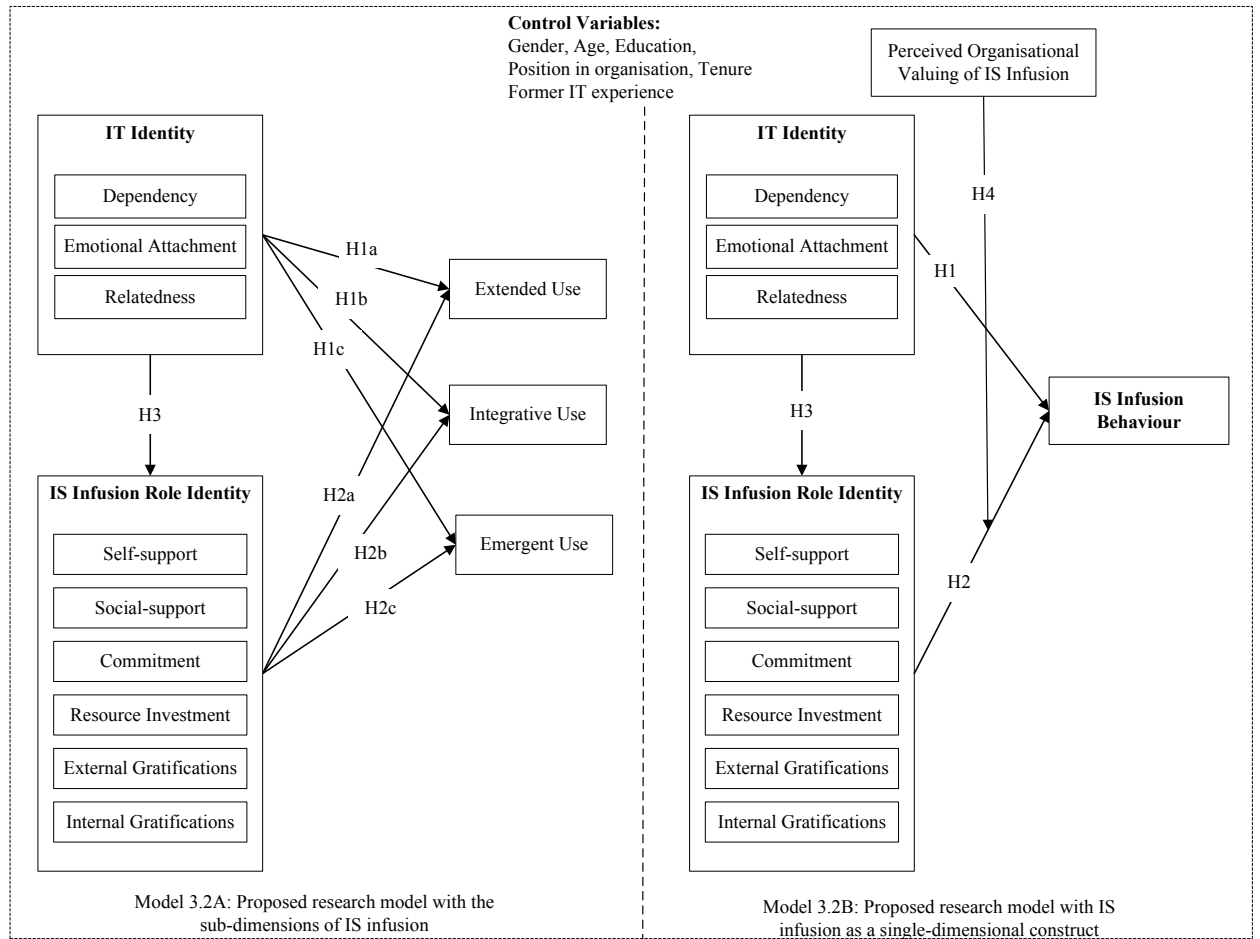 Control Variables:
Gender, Age, Education,
Position in organisation, Tenure
Former IT experience
IT Identity
Dependency
Emotional Attachment
Relatedness
H1a
H1b
H1c
Extended Use
Integrative Use
Emergent Use
H3
IS Infusion Role Identity
Self-support
Social-support
Commitment
Resource Investment
External Gratifications
Internal Gratifications
H2a
H2b
H2c
Model 3.2A: Proposed research model with the
sub-dimensions of IS infusion
Perceived Organisational
Valuing of IS Infusion
IT Identity
Dependency
Emotional Attachment
Relatedness
H4
H1
IS Infusion
Behaviour
H3
IS Infusion Role Identity
Self-support
Social-support
Commitment
Resource Investment
External Gratifications
Internal Gratifications
H2
Model 3.2B: Proposed research model with IS
infusion as a single-dimensional construct